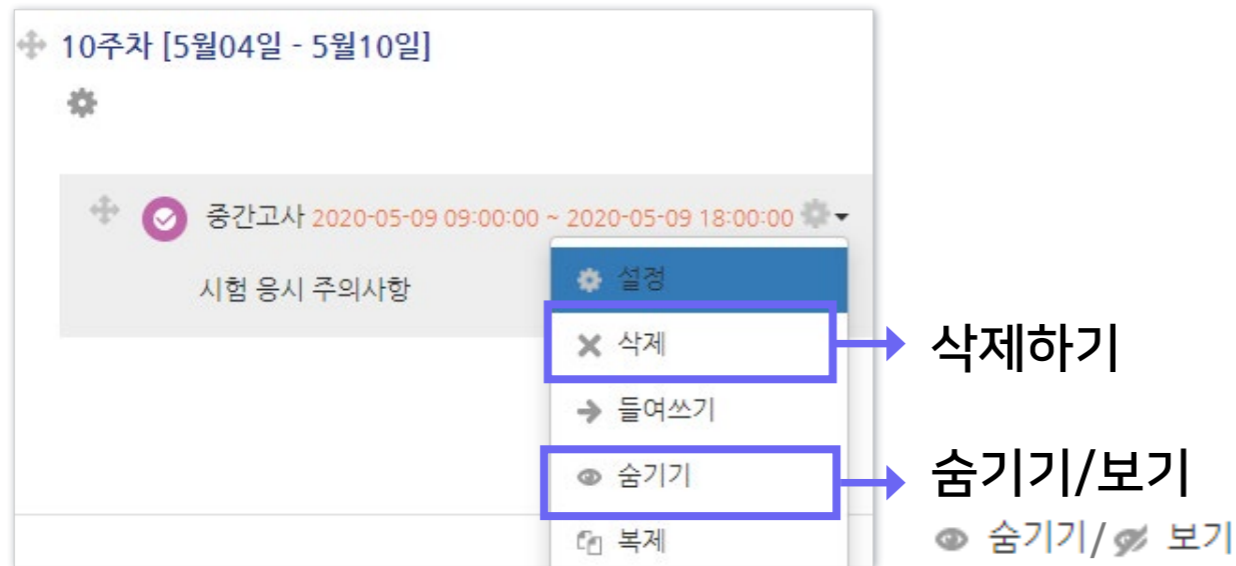 10주차 [5월04일 - 5월10일]
중간고사 2020-05-09 09:00:00 ~ 2020-05-09 18:00:00
시험 응시 주의사항
설정
삭제
삭제하기
들여쓰기
숨기기
숨기기/보기
숨기기/ 보기
복제